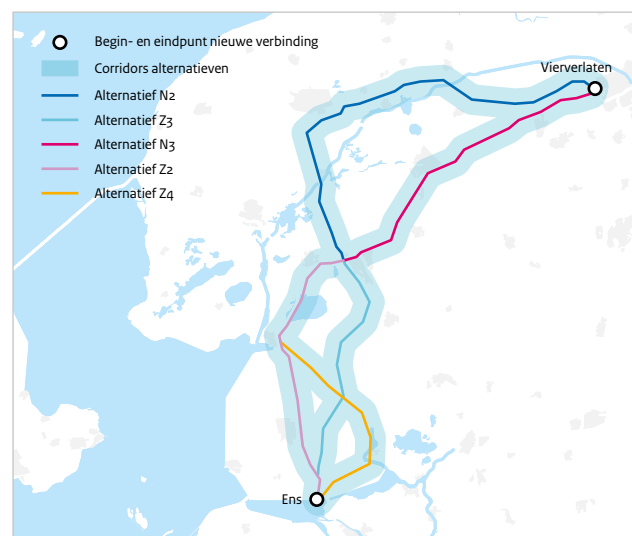 Begin- en eindpunt nieuwe verbinding
Corridors alternatieven
Alternatief N2
Alternatief Z3
Alternatief N3
Alternatief Z2
Alternatief Z4
Vierverlaten
Ens